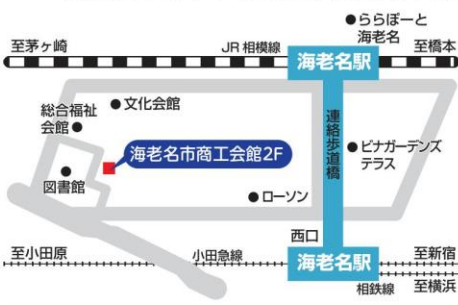 ららぽーと
海老名
至茅ヶ崎
JR相模線
海老名駅
至橋本
総合福祉
会館
文化会館
海老名市商工会館2F
図書館
連絡歩道橋
ビナガーデンズ
テラス
ローソン
西口
至小田原
小田急線
海老名駅
至新宿
相鉄線
至横浜